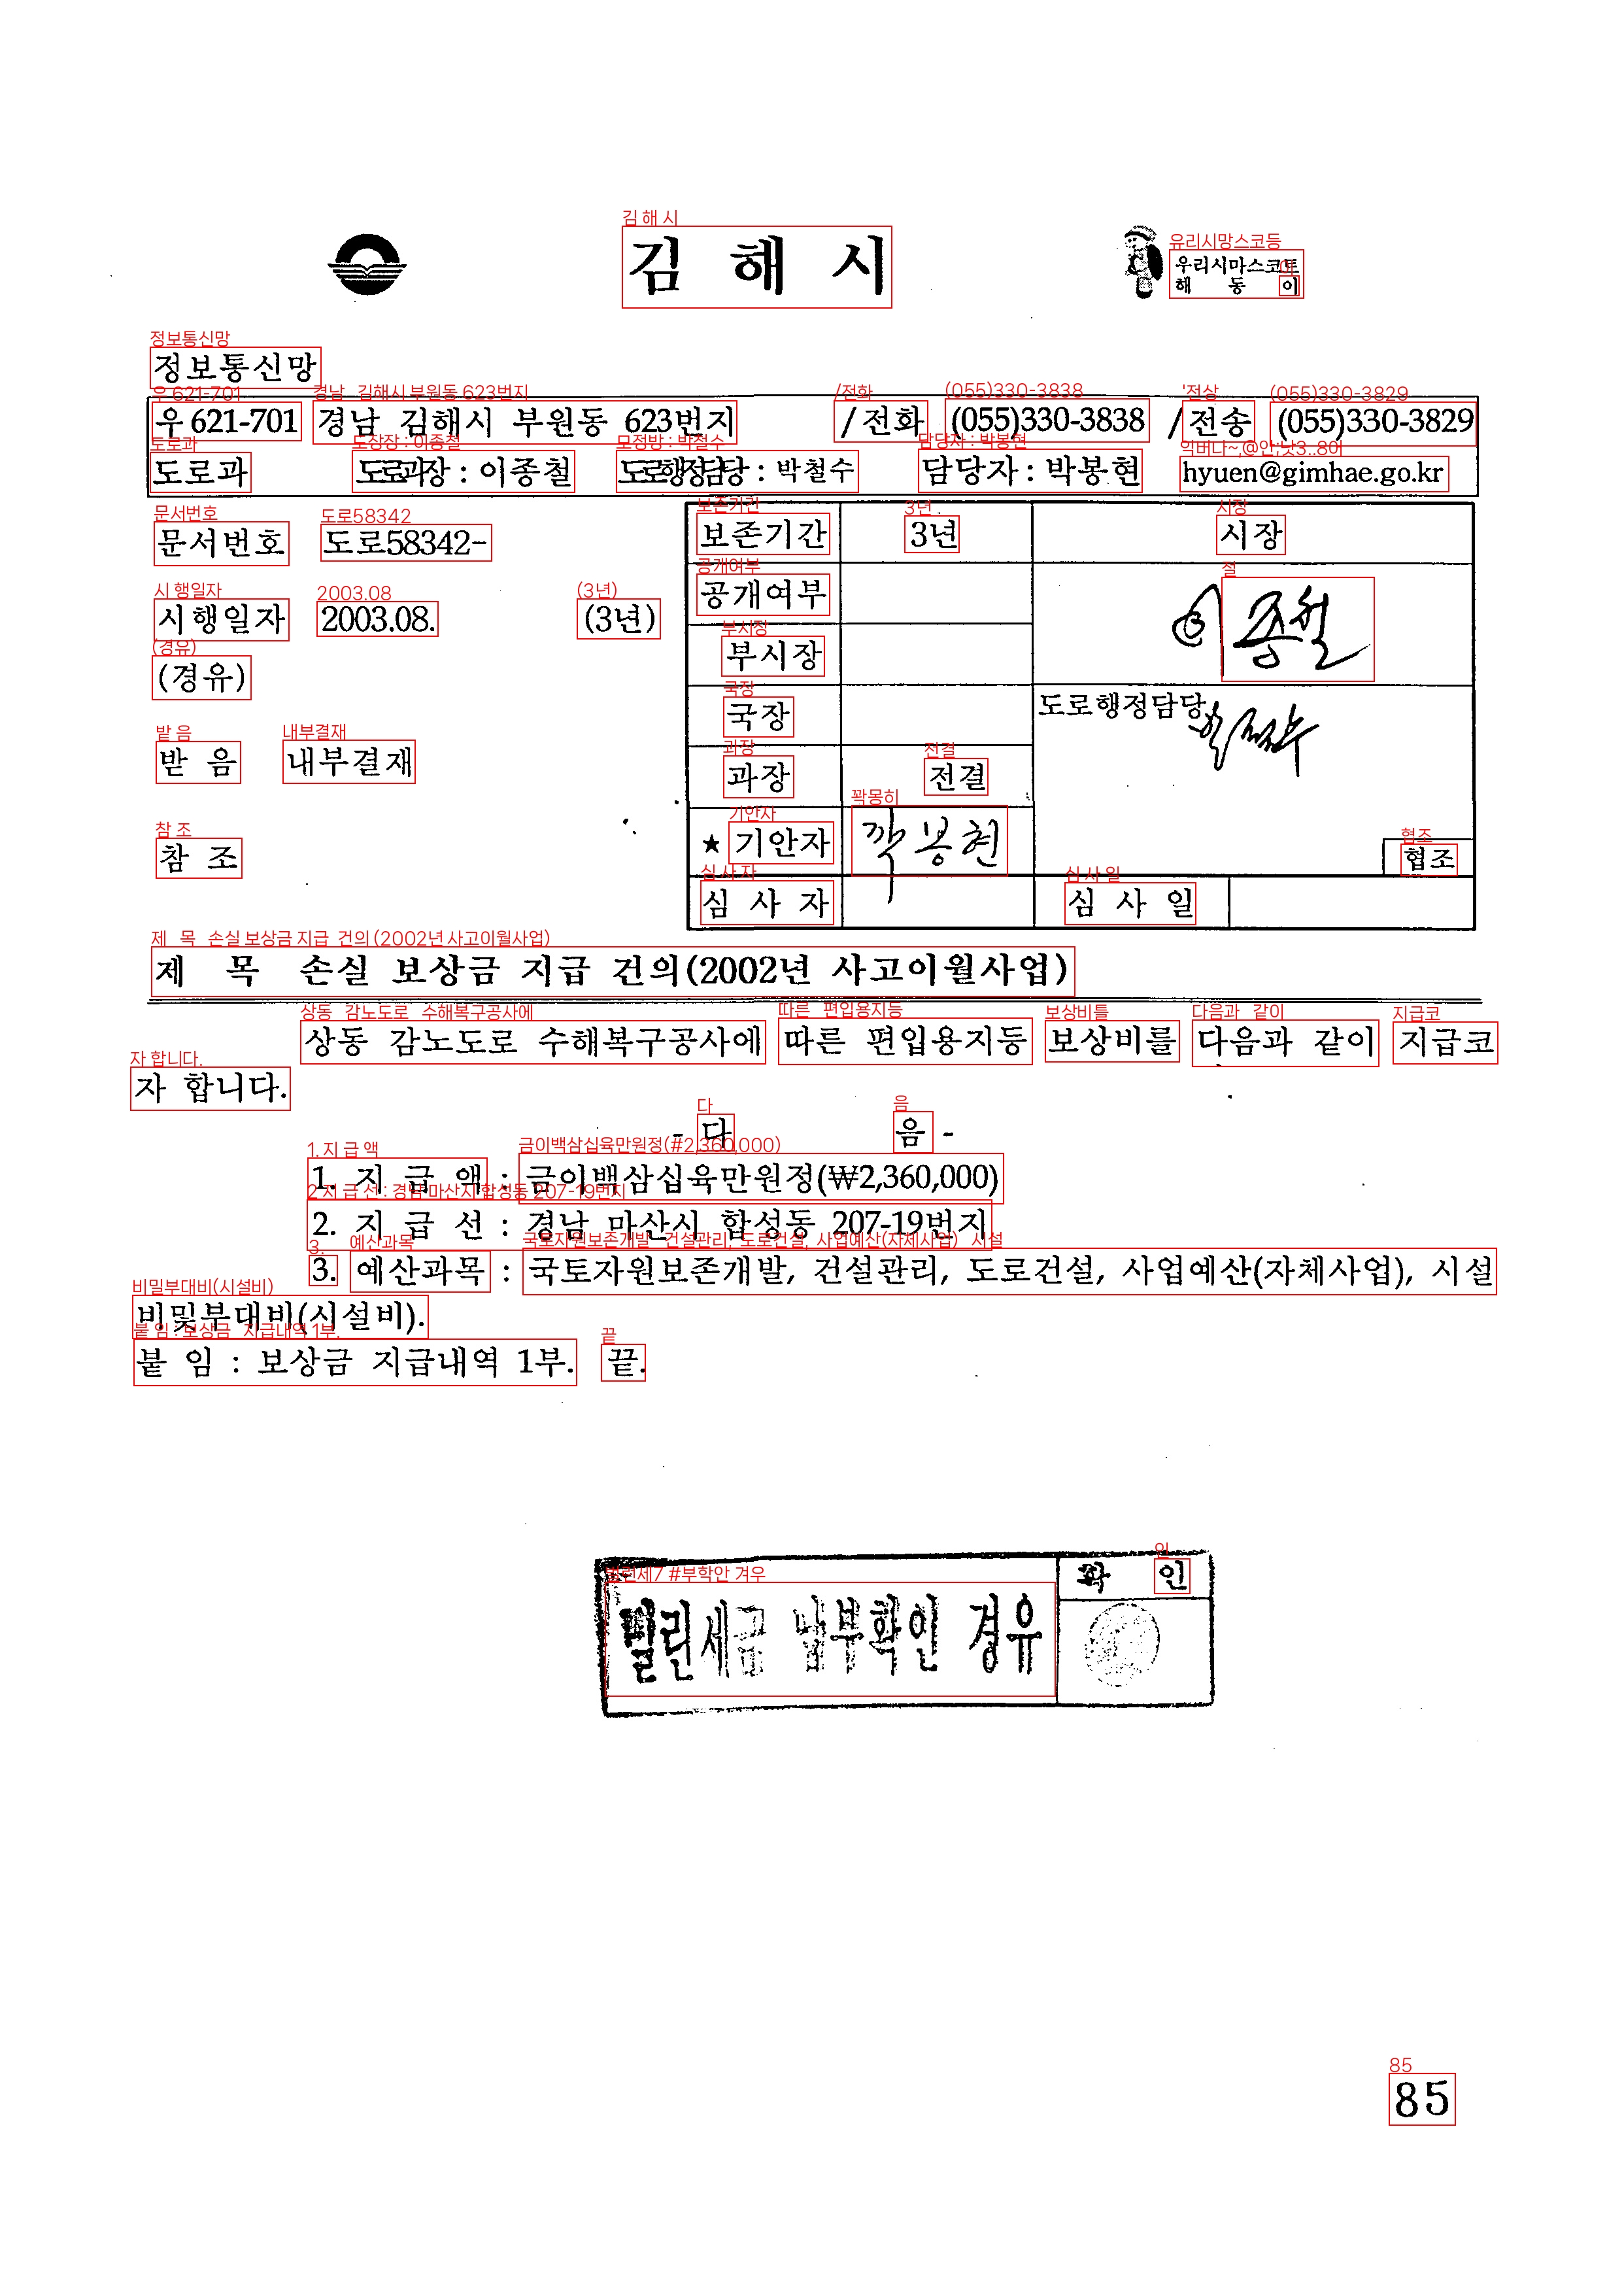 김 해 시
우리시마스코트
해 동 이
정보통신망
우 621-701 경남 김해시 부원동 623번지 /전화 (055)330-3838 /전송 (055)330-3829
도로과 도로과장 : 이종철 도로행정담당 : 박철수 담당자 : 박봉현 hyuen@gimhae.go.kr
문서번호 도로58342-
시행일자 2003.08. (3년)
(경유)
받 음 내부결재
참 조
보존기간 3년 시장
공개여부
이종철
부시장
국장 도로행정담당
과장 전결
★ 기안자
협조
심 사 자 심 사 일
제 목 손실 보상금 지급 건의(2002년 사고이월사업)
상동 감노도로 수해복구공사에 따른 편입용지등 보상비를 다음과 같이 지급코
자 합니다.
- 다 음 -
1. 지 급 액 : 금이백삼십육만원정(₩2,360,000)
2. 지 급 선 : 경남 마산시 합성동 207-19번지
3. 예산과목 : 국토자원보존개발, 건설관리, 도로건설, 사업예산(자체사업), 시설
비및부대비(시설비).
붙 임 : 보상금 지급내역 1부. 끝.
확 인
밀린세금 납부확인 경유
85